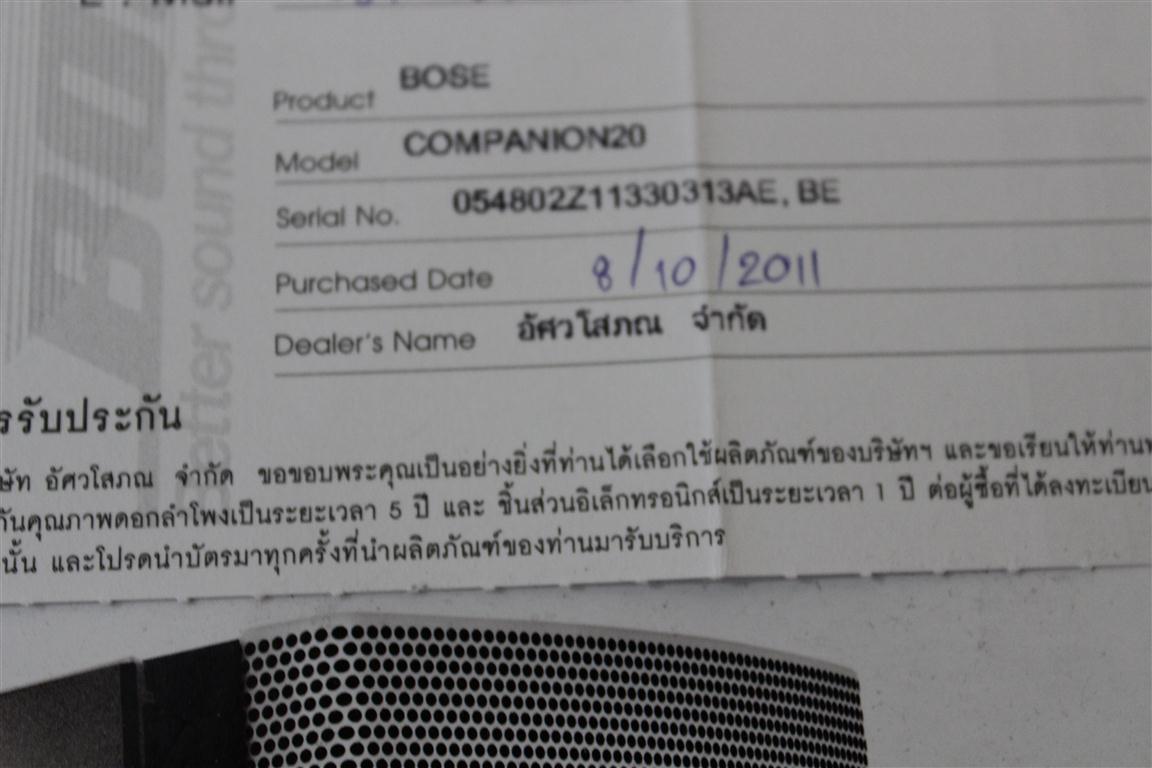 Product BOSE
Model COMPANION20
Serial No. 054802Z11330313AE, BE
Purchased Date 8/10/2011
Dealer's Name อัศวโสภณ จำกัด
รรับประกัน
ษัท อัศวโสภณ จำกัด ขอขอบพระคุณเป็นอย่างยิ่งที่ท่านได้เลือกใช้ผลิตภัณฑ์ของบริษัทฯ และขอเรียนให้ท่าน
กันคุณภาพดอกลำโพงเป็นระยะเวลา 5 ปี และ ชิ้นส่วนอิเล็กทรอนิกส์เป็นระยะเวลา 1 ปี ต่อผู้ซื้อที่ได้ลงทะเบียน
นั้น และโปรดนำบัตรมาทุกครั้งที่นำผลิตภัณฑ์ของท่านมารับบริการ
better sound thro